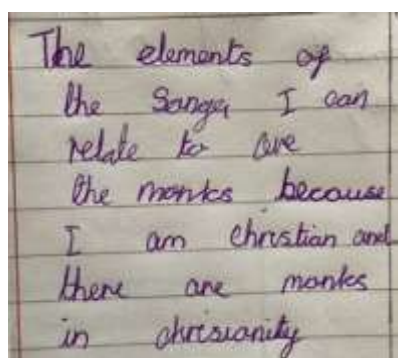 The elements of
the Sanga I can
relate to are
the monks because
I am Christian and
there are monks
in chrisianity